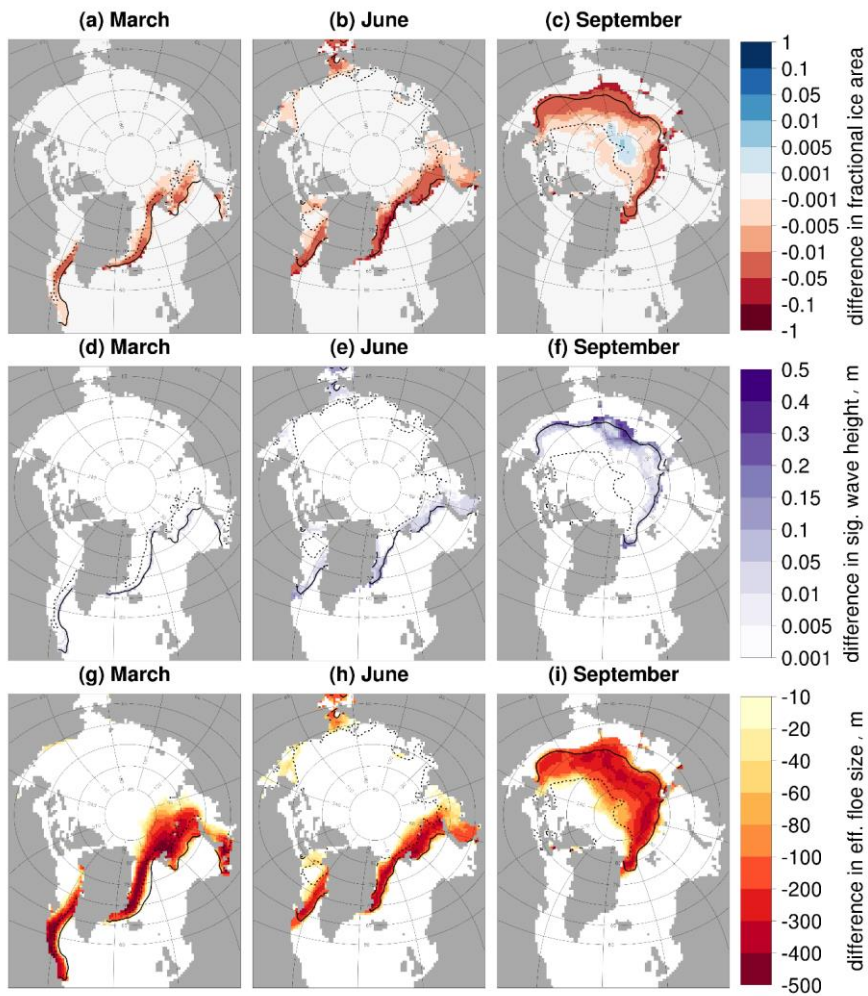 (a) March
(b) June
(c) September
1
0.1
0.05
0.01
0.005
0.001
-0.001
-0.005
-0.01
-0.05
-0.1
-1
difference in fractional ice area
(d) March
(e) June
(f) September
0.5
0.4
0.3
0.2
0.15
0.1
0.05
0.01
0.005
0.001
difference in sig. wave height, m
(g) March
(h) June
(i) September
-10
-20
-40
-60
-80
-100
-200
-300
-400
-500
difference in eff. floe size, m